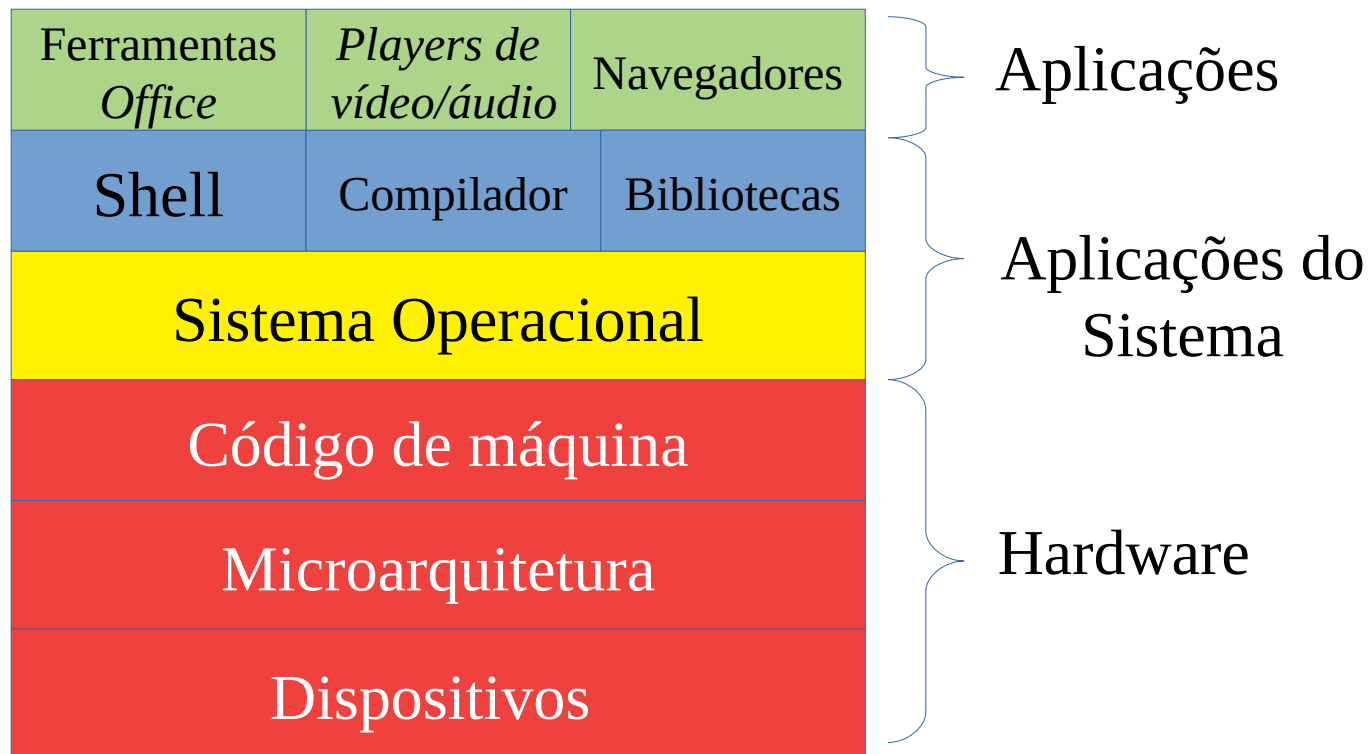 Ferramentas
Office
Players de
vídeo/áudio
Navegadores
Aplicações
Shell
Compilador
Bibliotecas
Aplicações do
Sistema
Sistema Operacional
Código de máquina
Microarquitetura
Hardware
Dispositivos